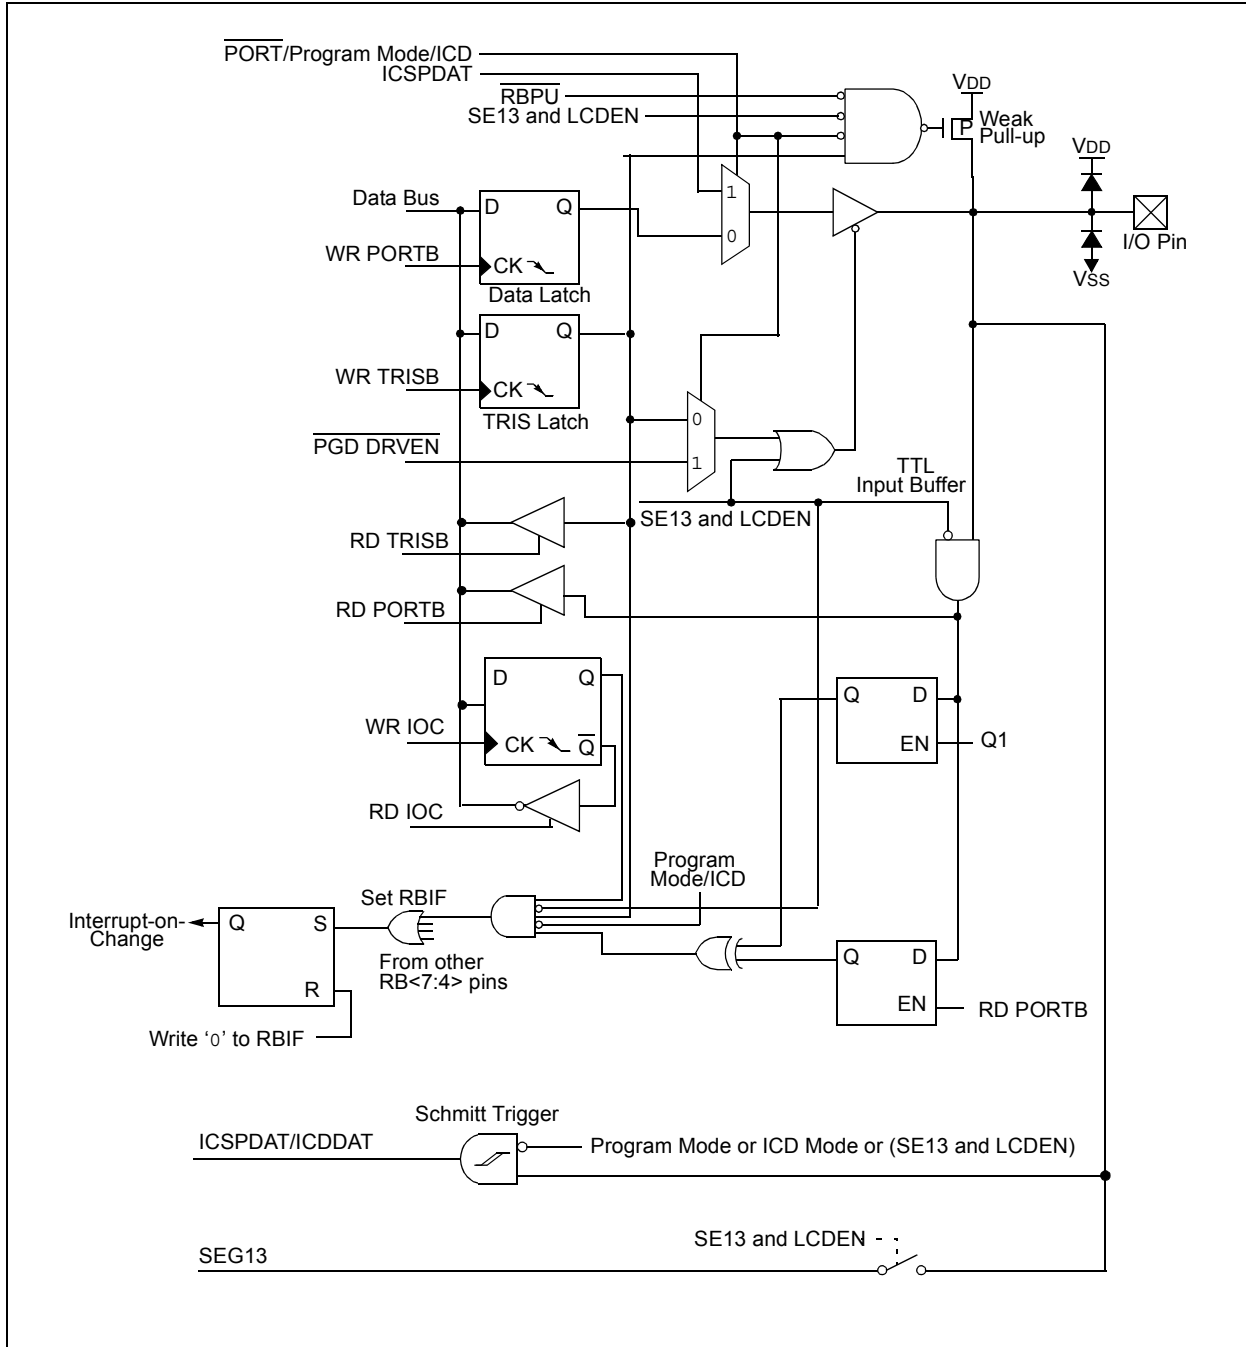 PORT/Program Mode/ICD
ICSPDAT
RBPU
SE13 and LCDEN
VDD
P
Weak
Pull-up
VDD
I/O Pin
VSS
Data Bus
D Q
1
0
WR PORTB
CK
Data Latch
D Q
WR TRISB
CK
TRIS Latch
0
PGD DRVEN
1
TTL
Input Buffer
SE13 and LCDEN
RD TRISB
RD PORTB
D Q
WR IOC
CK Q
Q D
EN
Q1
RD IOC
Program
Mode/ICD
Set RBIF
Interrupt-on-
Change
Q S
R
From other
RB<7:4> pins
Q D
EN
RD PORTB
Write ‘0’ to RBIF
Schmitt Trigger
ICSPDAT/ICDDAT
Program Mode or ICD Mode or (SE13 and LCDEN)
SE13 and LCDEN
SEG13